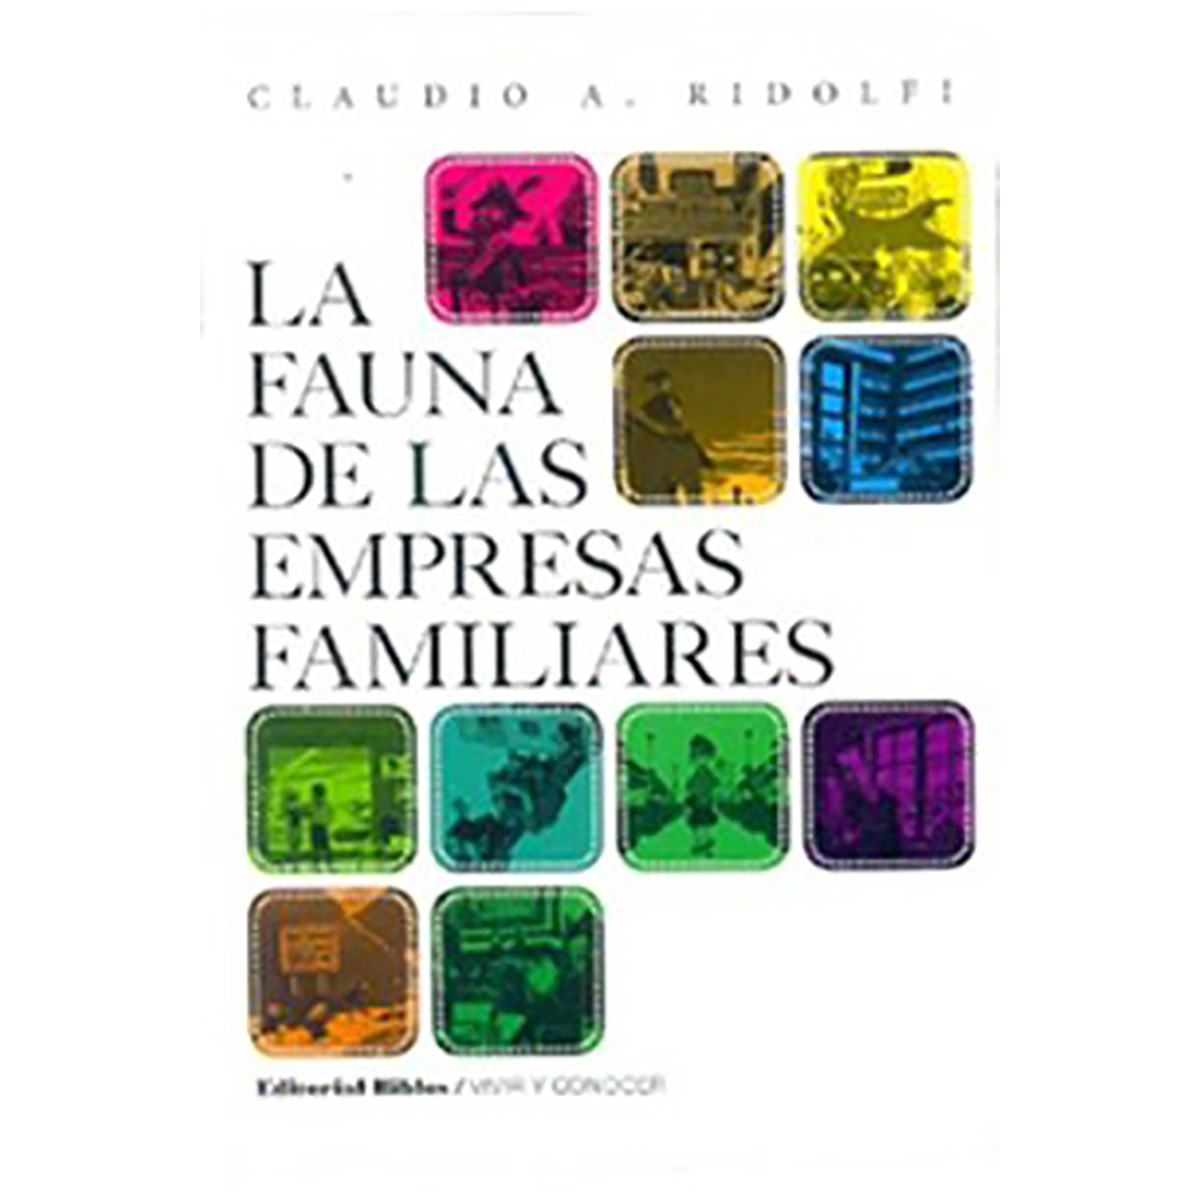 CLAUDIO A. RIDOLFI
LA
FAUNA
DE LAS
EMPRESAS
FAMILIARES
Editorial Biblos / VIVIR Y CONOCER